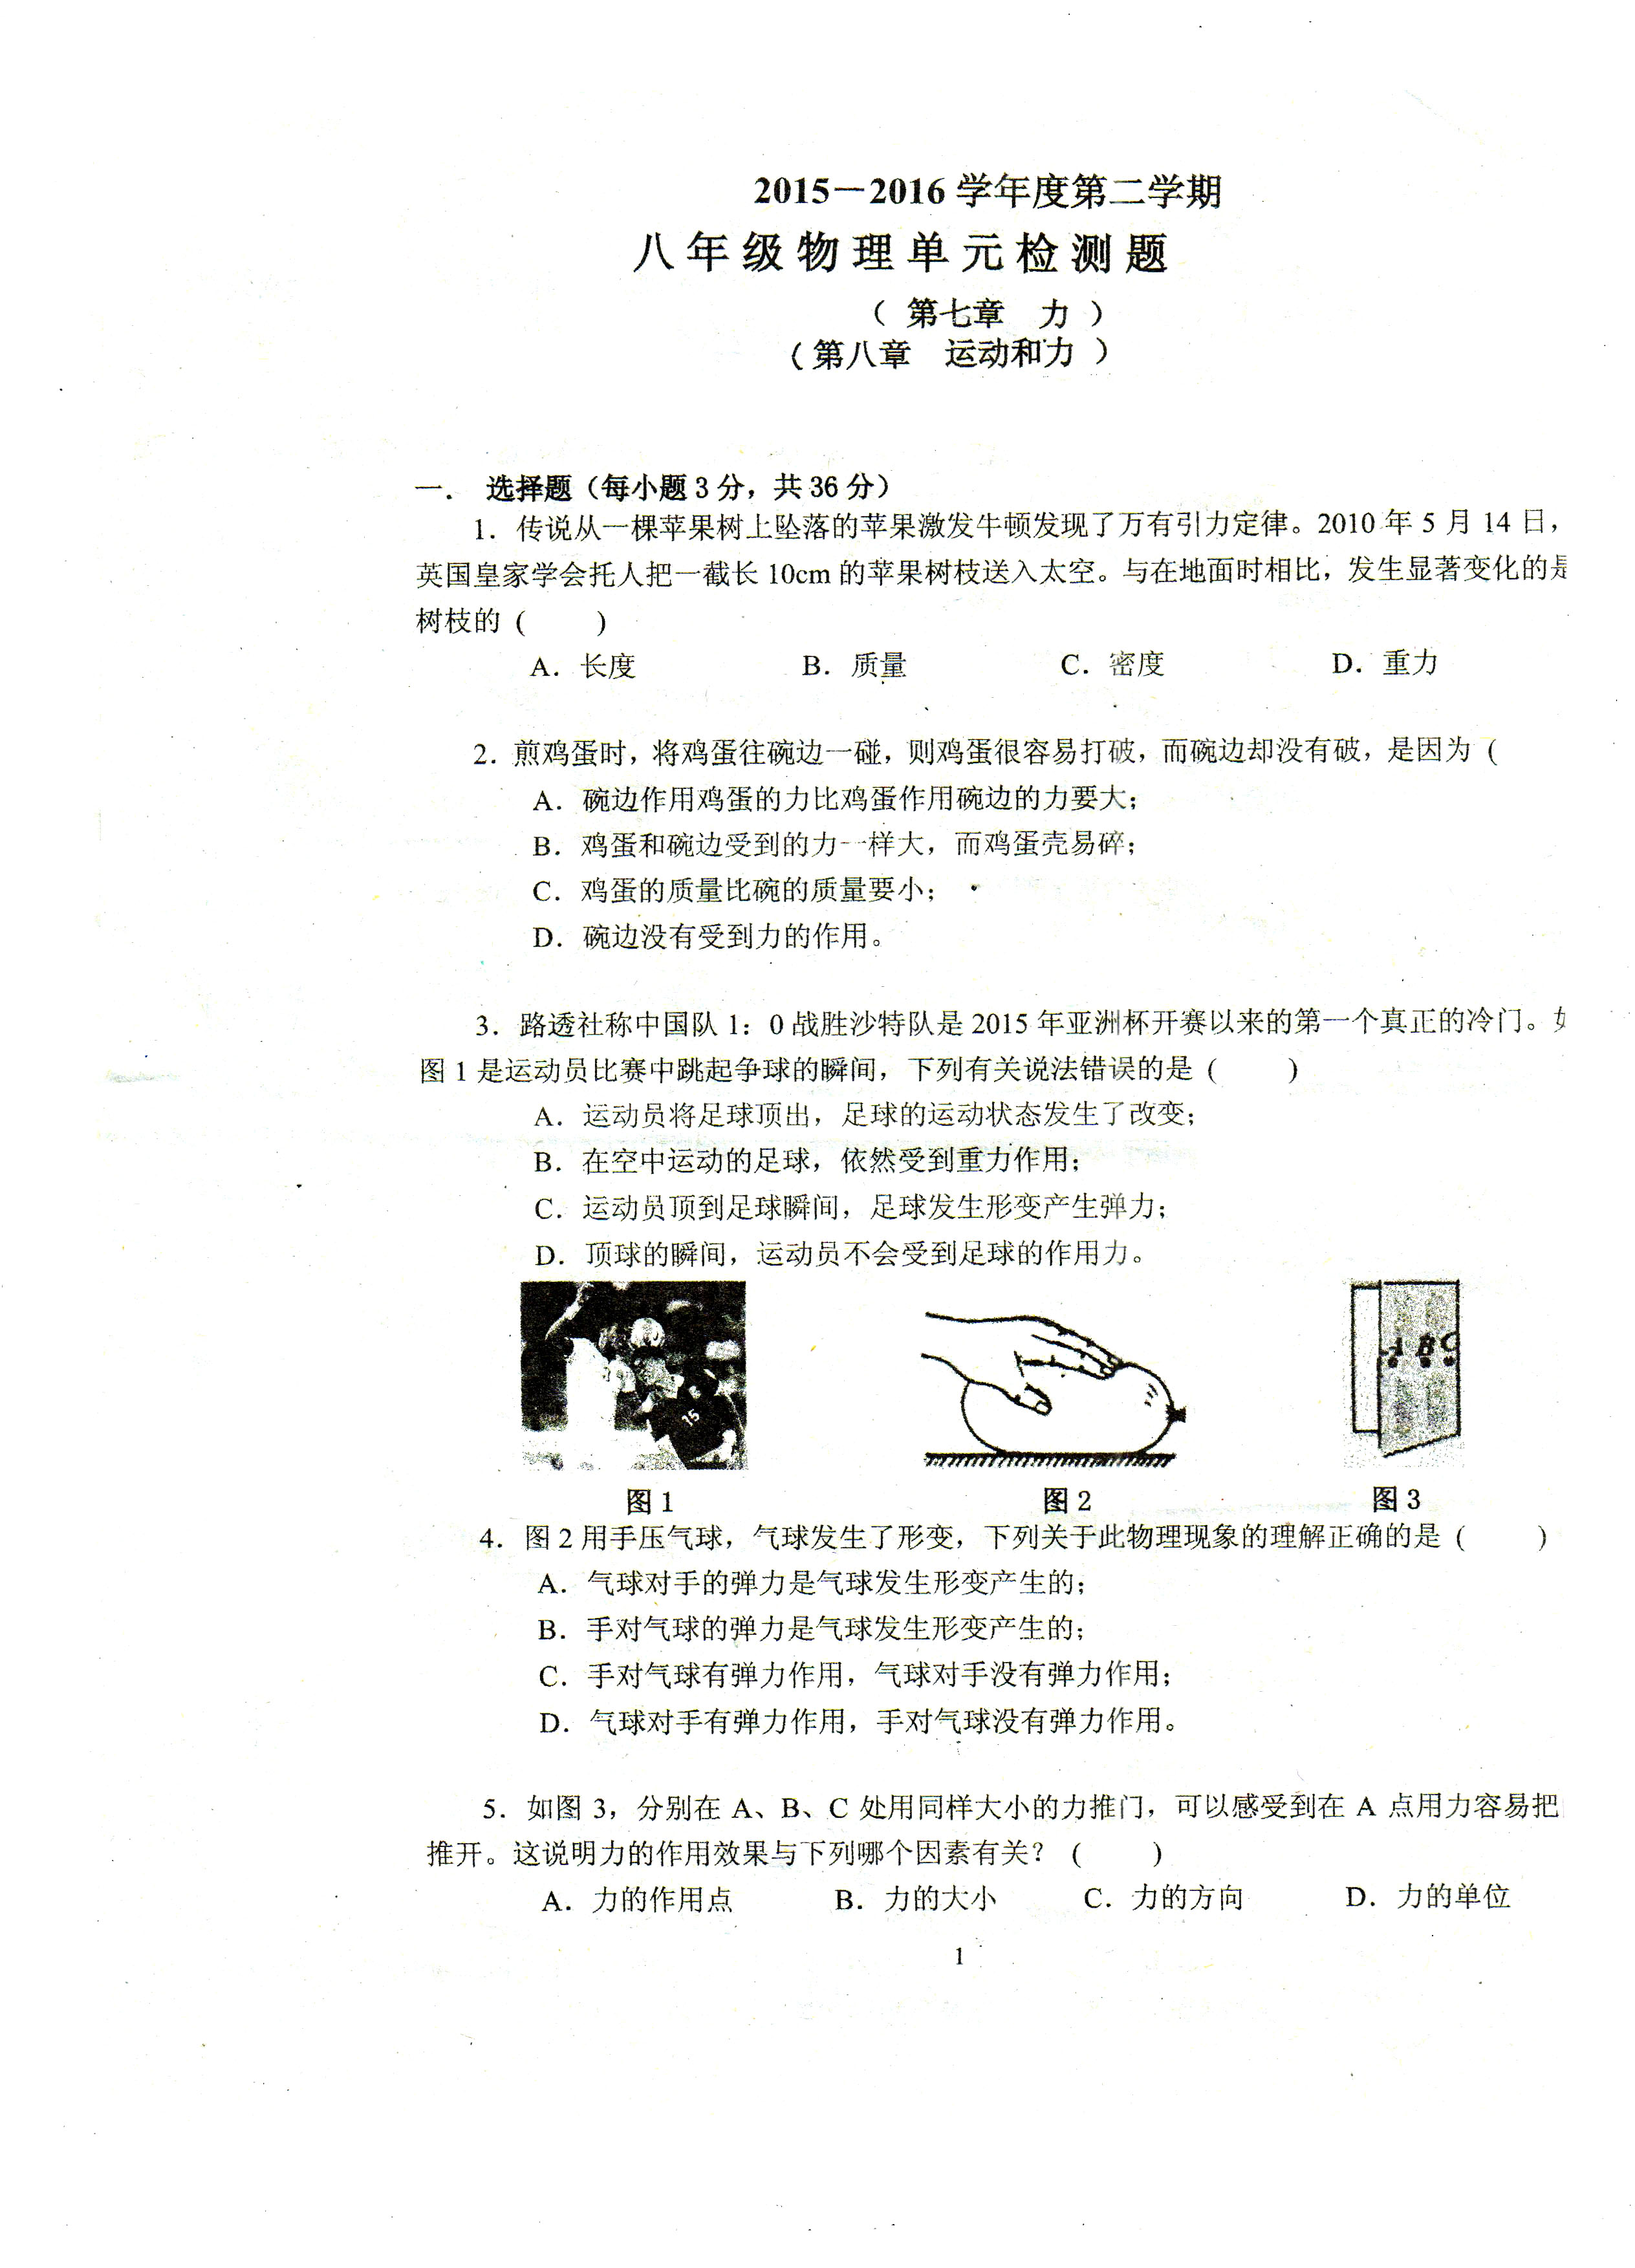 2015－2016 学年度第二学期
八年级物理单元检测题
（ 第七章 力 ）
（第八章 运动和力 ）
一． 选择题（每小题 3 分，共 36 分）
1．传说从一棵苹果树上坠落的苹果激发牛顿发现了万有引力定律。2010 年 5 月 14 日，
英国皇家学会托人把一截长 10cm 的苹果树枝送入太空。与在地面时相比，发生显著变化的是
树枝的（ ）
A．长度 B．质量 C．密度 D．重力
2．煎鸡蛋时，将鸡蛋往碗边一碰，则鸡蛋很容易打破，而碗边却没有破，是因为（
A．碗边作用鸡蛋的力比鸡蛋作用碗边的力要大；
B．鸡蛋和碗边受到的力一样大，而鸡蛋壳易碎；
C．鸡蛋的质量比碗的质量要小；
D．碗边没有受到力的作用。
3．路透社称中国队 1：0 战胜沙特队是 2015 年亚洲杯开赛以来的第一个真正的冷门。如
图 1 是运动员比赛中跳起争球的瞬间，下列有关说法错误的是（ ）
A．运动员将足球顶出，足球的运动状态发生了改变；
B．在空中运动的足球，依然受到重力作用；
C．运动员顶到足球瞬间，足球发生形变产生弹力；
D．顶球的瞬间，运动员不会受到足球的作用力。
15
A B C
图 1 图 2 图 3
4．图 2 用手压气球，气球发生了形变，下列关于此物理现象的理解正确的是（ ）
A．气球对手的弹力是气球发生形变产生的；
B．手对气球的弹力是气球发生形变产生的；
C．手对气球有弹力作用，气球对手没有弹力作用；
D．气球对手有弹力作用，手对气球没有弹力作用。
5．如图 3，分别在 A、B、C 处用同样大小的力推门，可以感受到在 A 点用力容易把
推开。这说明力的作用效果与下列哪个因素有关？（ ）
A．力的作用点 B．力的大小 C．力的方向 D．力的单位
1